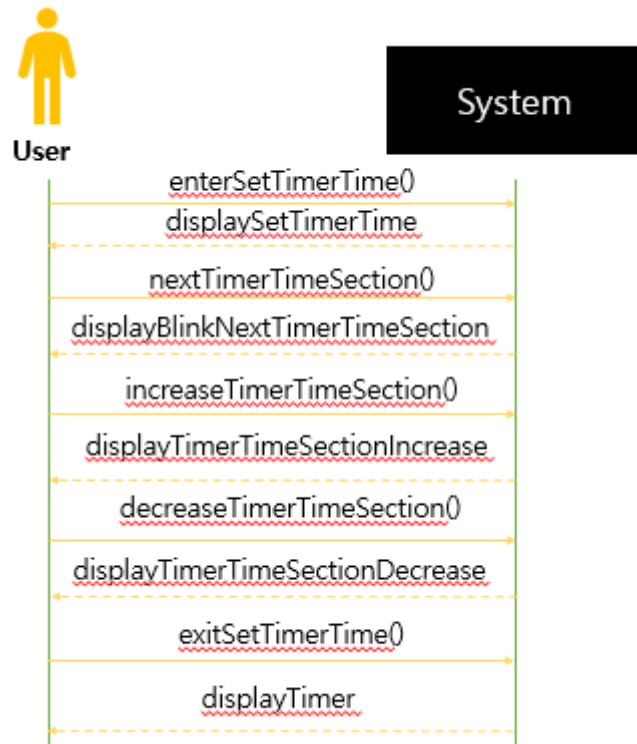 System
User
enterSetTimerTime()
displaySetTimerTime
nextTimerTimeSection()
displayBlinkNextTimerTimeSection
increaseTimerTimeSection()
displayTimerTimeSectionIncrease
decreaseTimerTimeSection()
displayTimerTimeSectionDecrease
exitSetTimerTime()
displayTimer